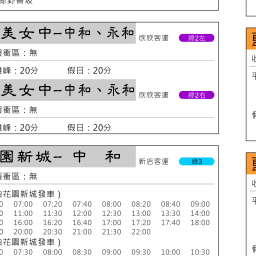 美女中-中和、永和
欣欣客運 綠2左
衝區：無
峰：20分 假日：20分
美女中-中和、永和
欣欣客運 綠2右
衝區：無
峰：20分 假日：20分
園新城- 中 和
新店客運 綠3
衝區：無
花園新城發車）
07:00 07:20 07:40 08:00 08:20 08:40 09:00
11:00 11:30 12:00 12:30 13:00 13:30 14:00
16:00 16:20 16:40 17:00 17:20 17:40 18:00
20:00 20:30 21:00 21:30 22:00
花園新城發車）
07:30 08:00 08:30 09:00 09:30 10:00 10:30